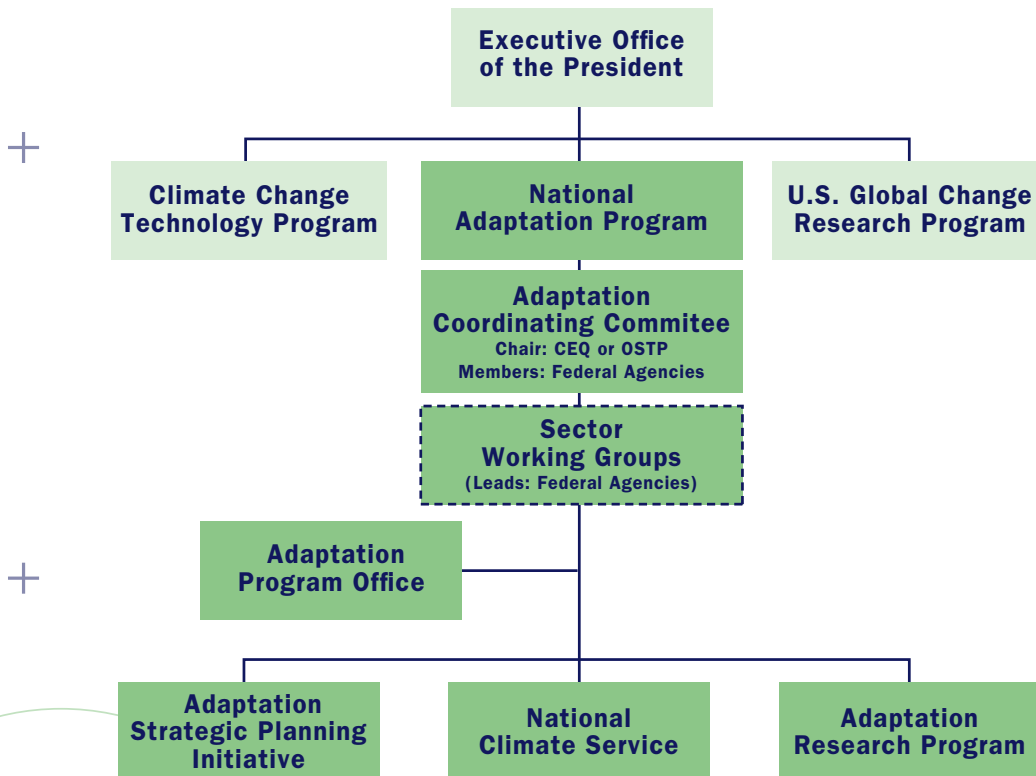 Executive Office
of the President
Climate Change
Technology Program
National
Adaptation Program
U.S. Global Change
Research Program
Adaptation
Coordinating Commitee
Chair: CEQ or OSTP
Members: Federal Agencies
Sector
Working Groups
(Leads: Federal Agencies)
Adaptation
Program Office
Adaptation
Strategic Planning
Initiative
National
Climate Service
Adaptation
Research Program